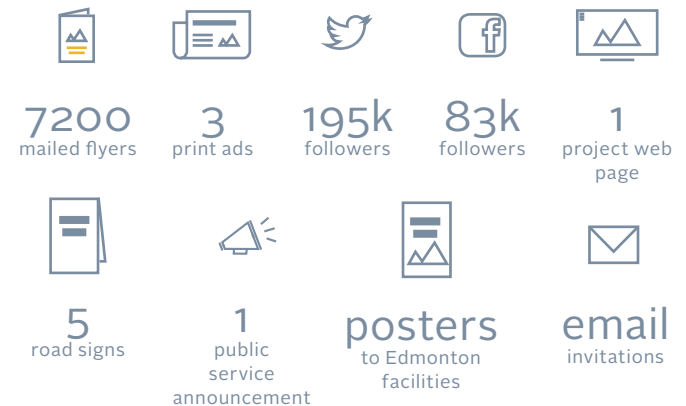 7200
mailed flyers
3
print ads
195k
followers
83k
followers
1
project web
page
5
road signs
1
public
service
announcement
posters
to Edmonton
facilities
email
invitations